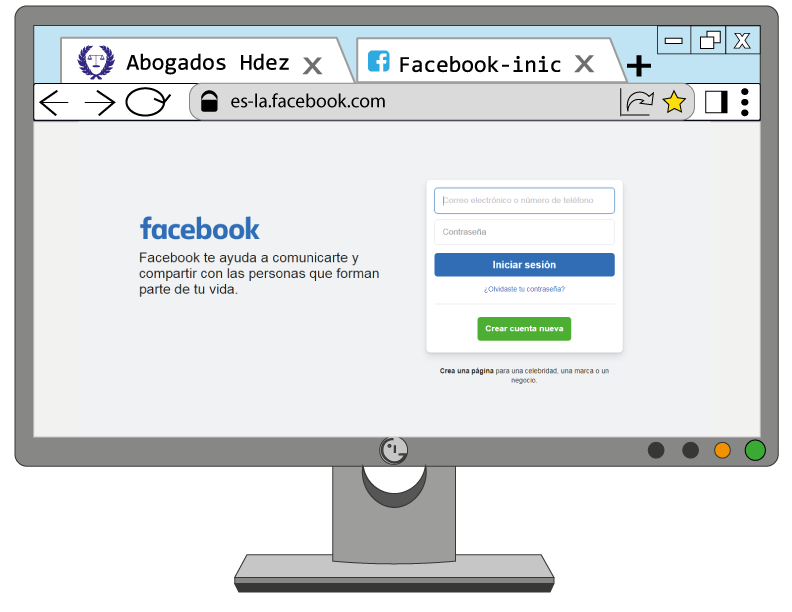 Abogados Hdez
Facebook-inic
es-la.facebook.com
facebook
Facebook te ayuda a comunicarte y
compartir con las personas que forman
parte de tu vida.
Correo electrónico o número de teléfono
Contraseña
Iniciar sesión
¿Olvidaste tu contraseña?
Crear cuenta nueva
Crea una página para una celebridad, una marca o un
negocio.